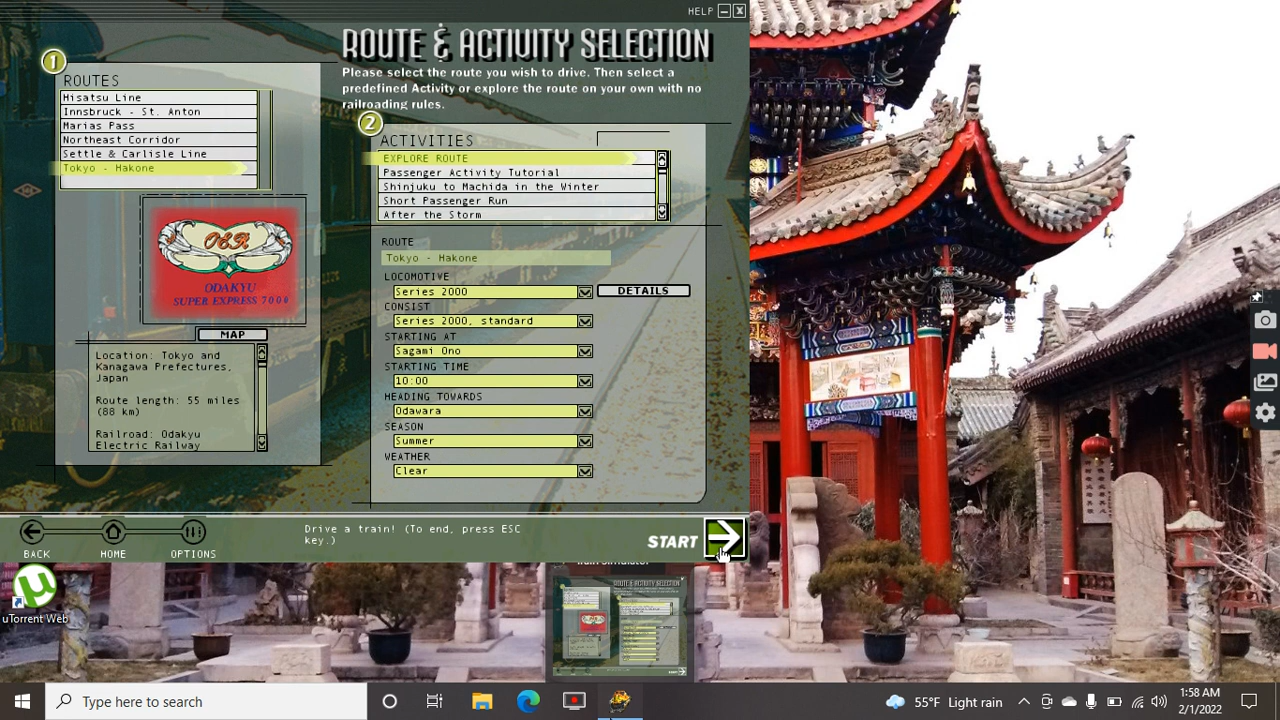 HELP
ROUTE & ACTIVITY SELECTION
Please select the route you wish to drive. Then select a
predefined Activity or explore the route on your own with no
railroading rules.
1
ROUTES
Hisatsu Line
Innsbruck - St. Anton
Marias Pass
Northeast Corridor
Settle & Carlisle Line
Tokyo - Hakone
OER
ODAKYU
SUPER EXPRESS 7000
MAP
Location: Tokyo and
Kanagawa Prefectures,
Japan
Route length: 55 miles
(88 km)
Railroad: Odakyu
Electric Railway
2
ACTIVITIES
EXPLORE ROUTE
Passenger Activity Tutorial
Shinjuku to Machida in the Winter
Short Passenger Run
After the Storm
ROUTE
Tokyo - Hakone
LOCOMOTIVE
Series 2000
DETAILS
CONSIST
Series 2000, standard
STARTING AT
Sagami Ono
STARTING TIME
10:00
HEADING TOWARDS
Odawara
SEASON
Summer
WEATHER
Clear
BACK
HOME
OPTIONS
Drive a train! (To end, press ESC
key.)
START
uTorrent Web
Train Simulator
ROUTE & ACTIVITY SELECTION
Type here to search
55°F Light rain
1:58 AM
2/1/2022